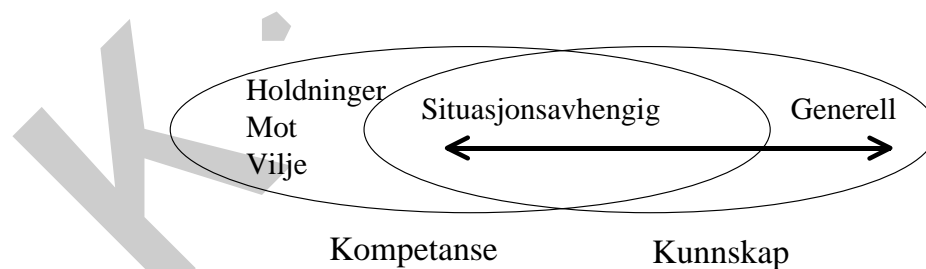 Holdninger
Mot
Vilje
Situasjonsavhengig
Generell
Kompetanse
Kunnskap